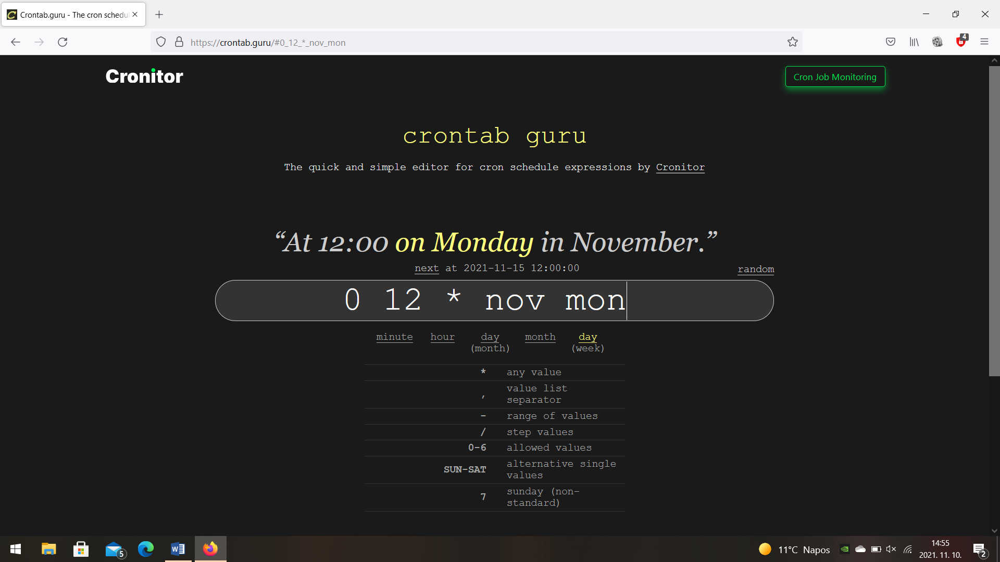 Crontab.guru - The cron schedu
https://crontab.guru/#0_12_*_nov_mon
4
Cronitor
Cron Job Monitoring
crontab guru
The quick and simple editor for cron schedule expressions by Cronitor
“At 12:00 on Monday in November.”
next at 2021-11-15 12:00:00
random
0 12 * nov mon
minute hour day (month) month day (week)
* any value
, value list separator
- range of values
/ step values
0-6 allowed values
SUN-SAT alternative single values
7 sunday (non-standard)
5
11°C Napos
14:55
2021. 11. 10.
2